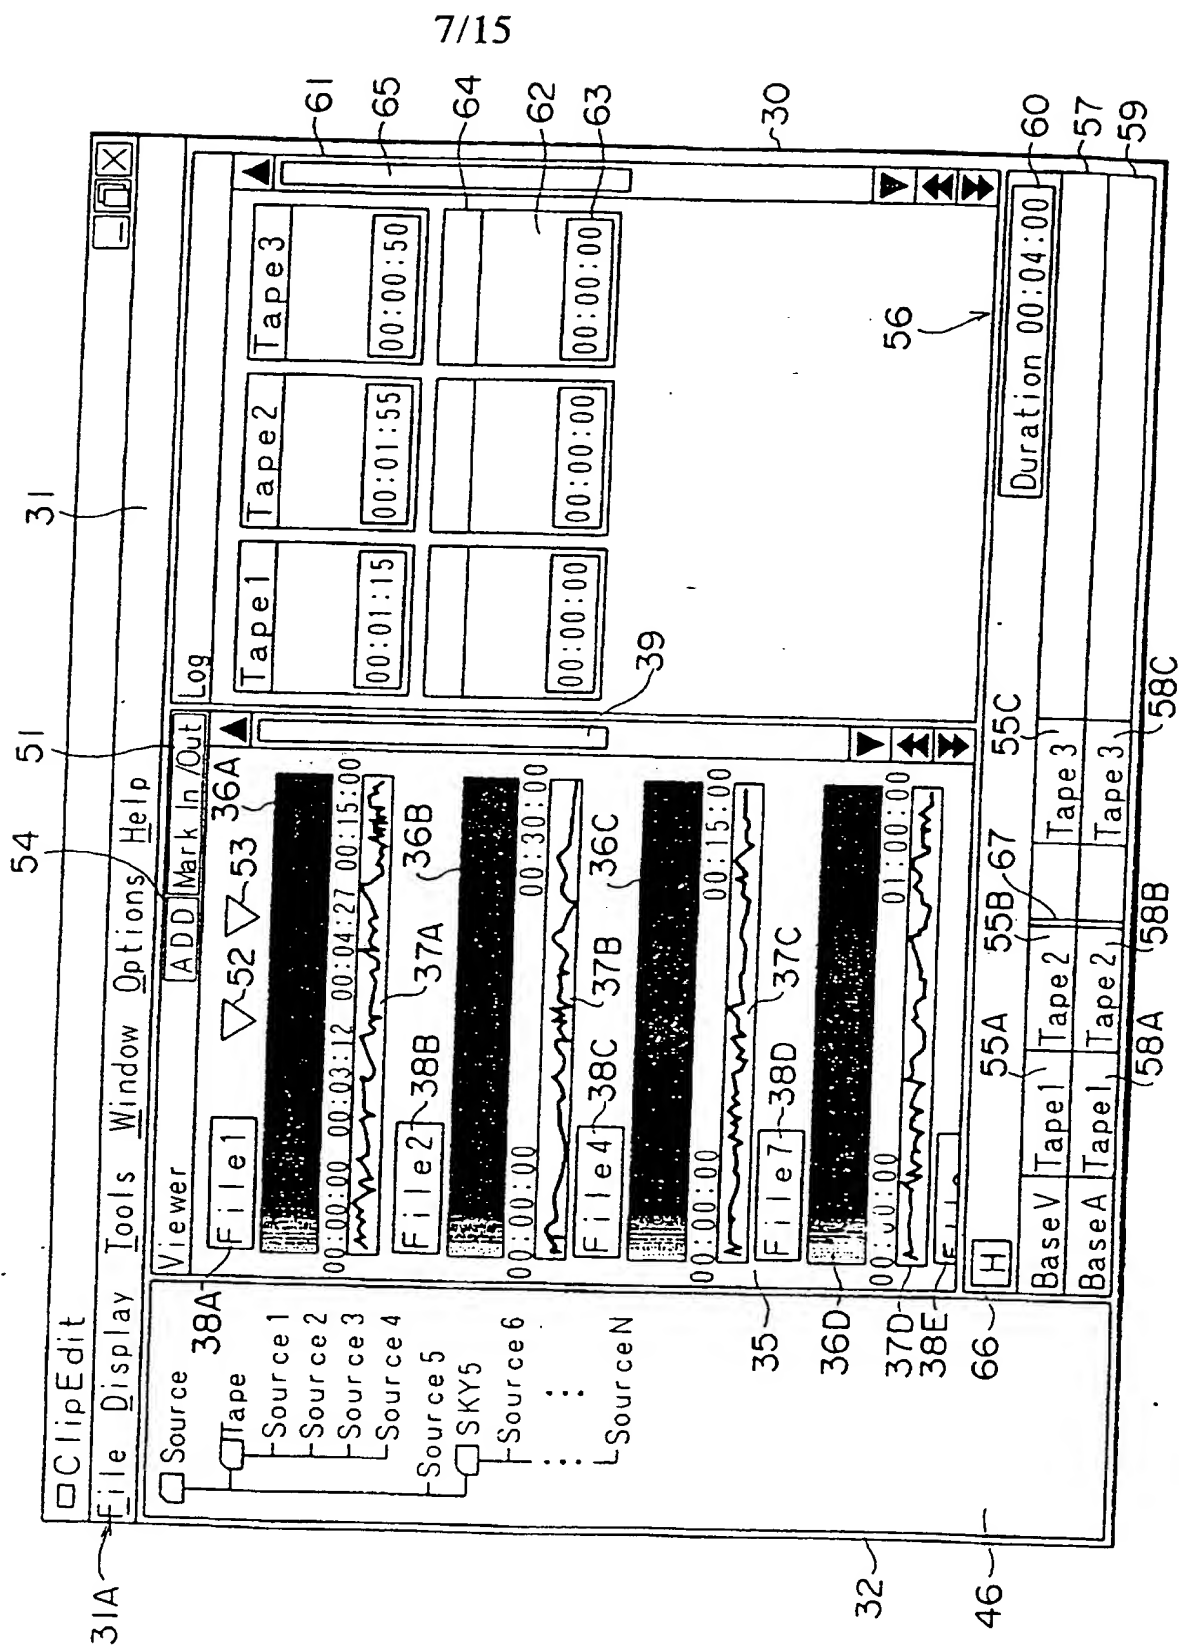 7/15
31A
□ClipEdit
File Display Tools Window Options Help
54
51
31
Source
Tape
Source1
Source2
Source3
Source4
Source5
SKY5
Source6
SourceN
32
46
Viewer
ADD
Mark In/Out
38A
File1
52
53
36A
00:00:00 00:03:12 00:04:27 00:15:00
37A
File2
38B
36B
00:00:00 00:30:00
37B
File4
38C
36C
00:00:00 00:15:00
37C
File7
38D
35
36D
00:00:00 01:00:00
37D
38E
39
Log
Tape1
Tape2
Tape3
00:01:15
00:01:55
00:00:50
00:00:00
00:00:00
00:00:00
61
65
64
62
63
30
56
66
H
55A
55B
67
55C
Duration 00:04:00
60
BaseV Tape1 Tape2 Tape3
57
BaseA Tape1 Tape2 Tape3
59
58A
58B
58C